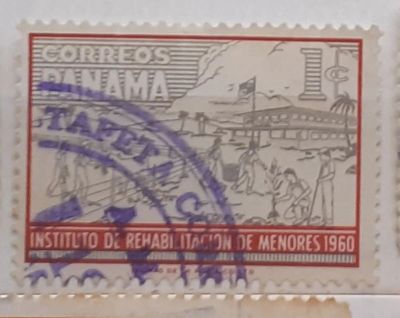 CORREOS
PANAMA
1c
TAFETA
INSTITUTO DE REHABILITACION DE MENORES 1960